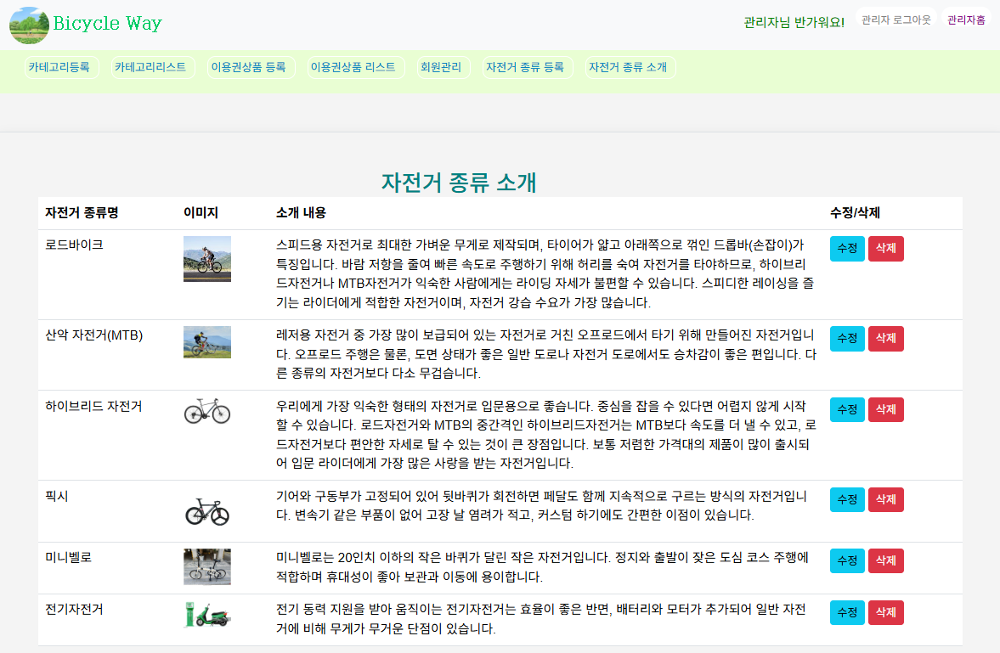 Bicycle Way
관리자님 반가워요!
관리자 로그아웃
관리자홈
카테고리등록
카테고리리스트
이용권상품 등록
이용권상품 리스트
회원관리
자전거 종류 등록
자전거 종류 소개
자전거 종류 소개
자전거 종류명
이미지
소개 내용
수정/삭제
로드바이크
스피드용 자전거로 최대한 가벼운 무게로 제작되며, 타이어가 얇고 아래쪽으로 꺾인 드롭바(손잡이)가
특징입니다. 바람 저항을 줄여 빠른 속도로 주행하기 위해 허리를 숙여 자전거를 타야하므로, 하이브리
드자전거나 MTB자전거가 익숙한 사람에게는 라이딩 자세가 불편할 수 있습니다. 스피디한 레이싱을 즐
기는 라이더에게 적합한 자전거이며, 자전거 강습 수요가 가장 많습니다.
수정
삭제
산악 자전거(MTB)
레저용 자전거 중 가장 많이 보급되어 있는 자전거로 거친 오프로드에서 타기 위해 만들어진 자전거입니
다. 오프로드 주행은 물론, 도면 상태가 좋은 일반 도로나 자전거 도로에서도 승차감이 좋은 편입니다. 다
른 종류의 자전거보다 다소 무겁습니다.
수정
삭제
하이브리드 자전거
우리에게 가장 익숙한 형태의 자전거로 입문용으로 좋습니다. 중심을 잡을 수 있다면 어렵지 않게 시작
할 수 있습니다. 로드자전거와 MTB의 중간격인 하이브리드자전거는 MTB보다 속도를 더 낼 수 있고, 로
드자전거보다 편안한 자세로 탈 수 있는 것이 큰 장점입니다. 보통 저렴한 가격대의 제품이 많이 출시되
어 입문 라이더에게 가장 많은 사랑을 받는 자전거입니다.
수정
삭제
픽시
기어와 구동부가 고정되어 있어 뒷바퀴가 회전하면 페달도 함께 지속적으로 구르는 방식의 자전거입니
다. 변속기 같은 부품이 없어 고장 날 염려가 적고, 커스텀 하기에도 간편한 이점이 있습니다.
수정
삭제
미니벨로
미니벨로는 20인치 이하의 작은 바퀴가 달린 작은 자전거입니다. 정지와 출발이 잦은 도심 코스 주행에
적합하며 휴대성이 좋아 보관과 이동에 용이합니다.
수정
삭제
전기자전거
전기 동력 지원을 받아 움직이는 전기자전거는 효율이 좋은 반면, 배터리와 모터가 추가되어 일반 자전
거에 비해 무게가 무거운 단점이 있습니다.
수정
삭제